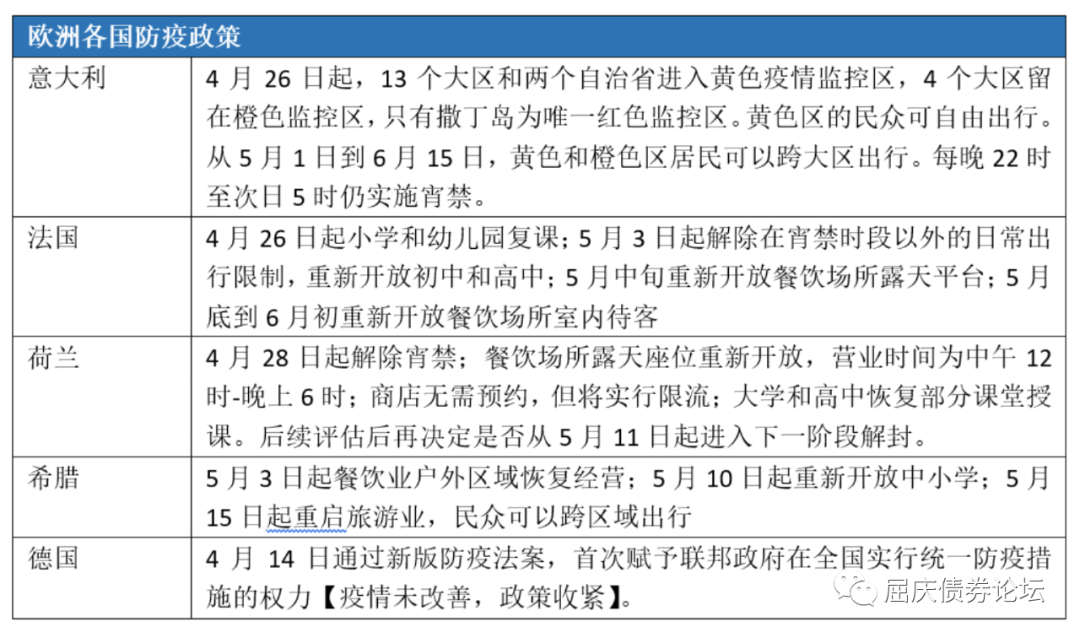 欧洲各国防疫政策
意大利
4 月 26 日起，13 个大区和两个自治省进入黄色疫情监控区，4 个大区留
在橙色监控区，只有撒丁岛为唯一红色监控区。黄色区的民众可自由出行。
从 5 月 1 日到 6 月 15 日，黄色和橙色区居民可以跨大区出行。每晚 22 时
至次日 5 时仍实施宵禁。
法国
4 月 26 日起小学和幼儿园复课；5 月 3 日起解除在宵禁时段以外的日常出
行限制，重新开放初中和高中；5 月中旬重新开放餐饮场所露天平台；5 月
底到 6 月初重新开放餐饮场所室内待客
荷兰
4 月 28 日起解除宵禁；餐饮场所露天座位重新开放，营业时间为中午 12
时-晚上 6 时；商店无需预约，但将实行限流；大学和高中恢复部分课堂授
课。后续评估后再决定是否从 5 月 11 日起进入下一阶段解封。
希腊
5 月 3 日起餐饮业户外区域恢复经营；5 月 10 日起重新开放中小学；5 月
15 日起重启旅游业，民众可以跨区域出行
德国
4 月 14 日通过新版防疫法案，首次赋予联邦政府在全国实行统一防疫措
施的权力【疫情未改善，政策收紧】。
屈庆债券论坛